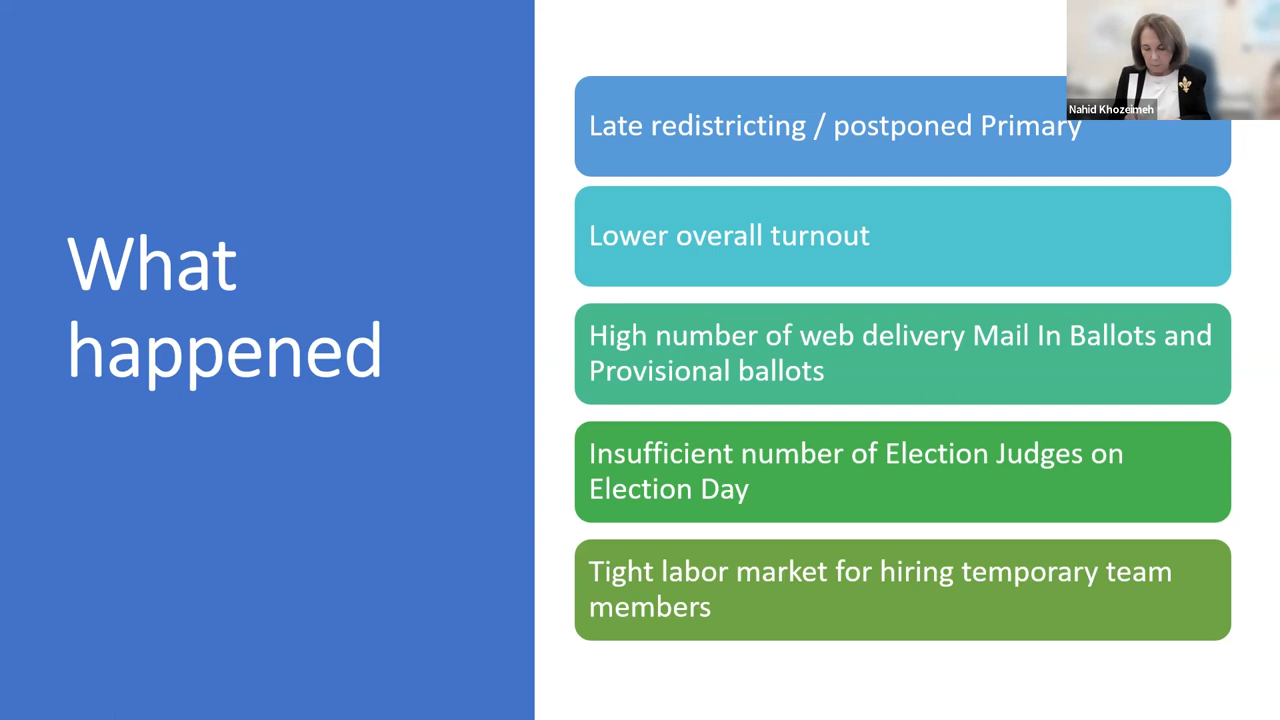 What
happened
Late redistricting / postponed Primary
Lower overall turnout
High number of web delivery Mail In Ballots and
Provisional ballots
Insufficient number of Election Judges on
Election Day
Tight labor market for hiring temporary team
members
Nahid Khozeimeh